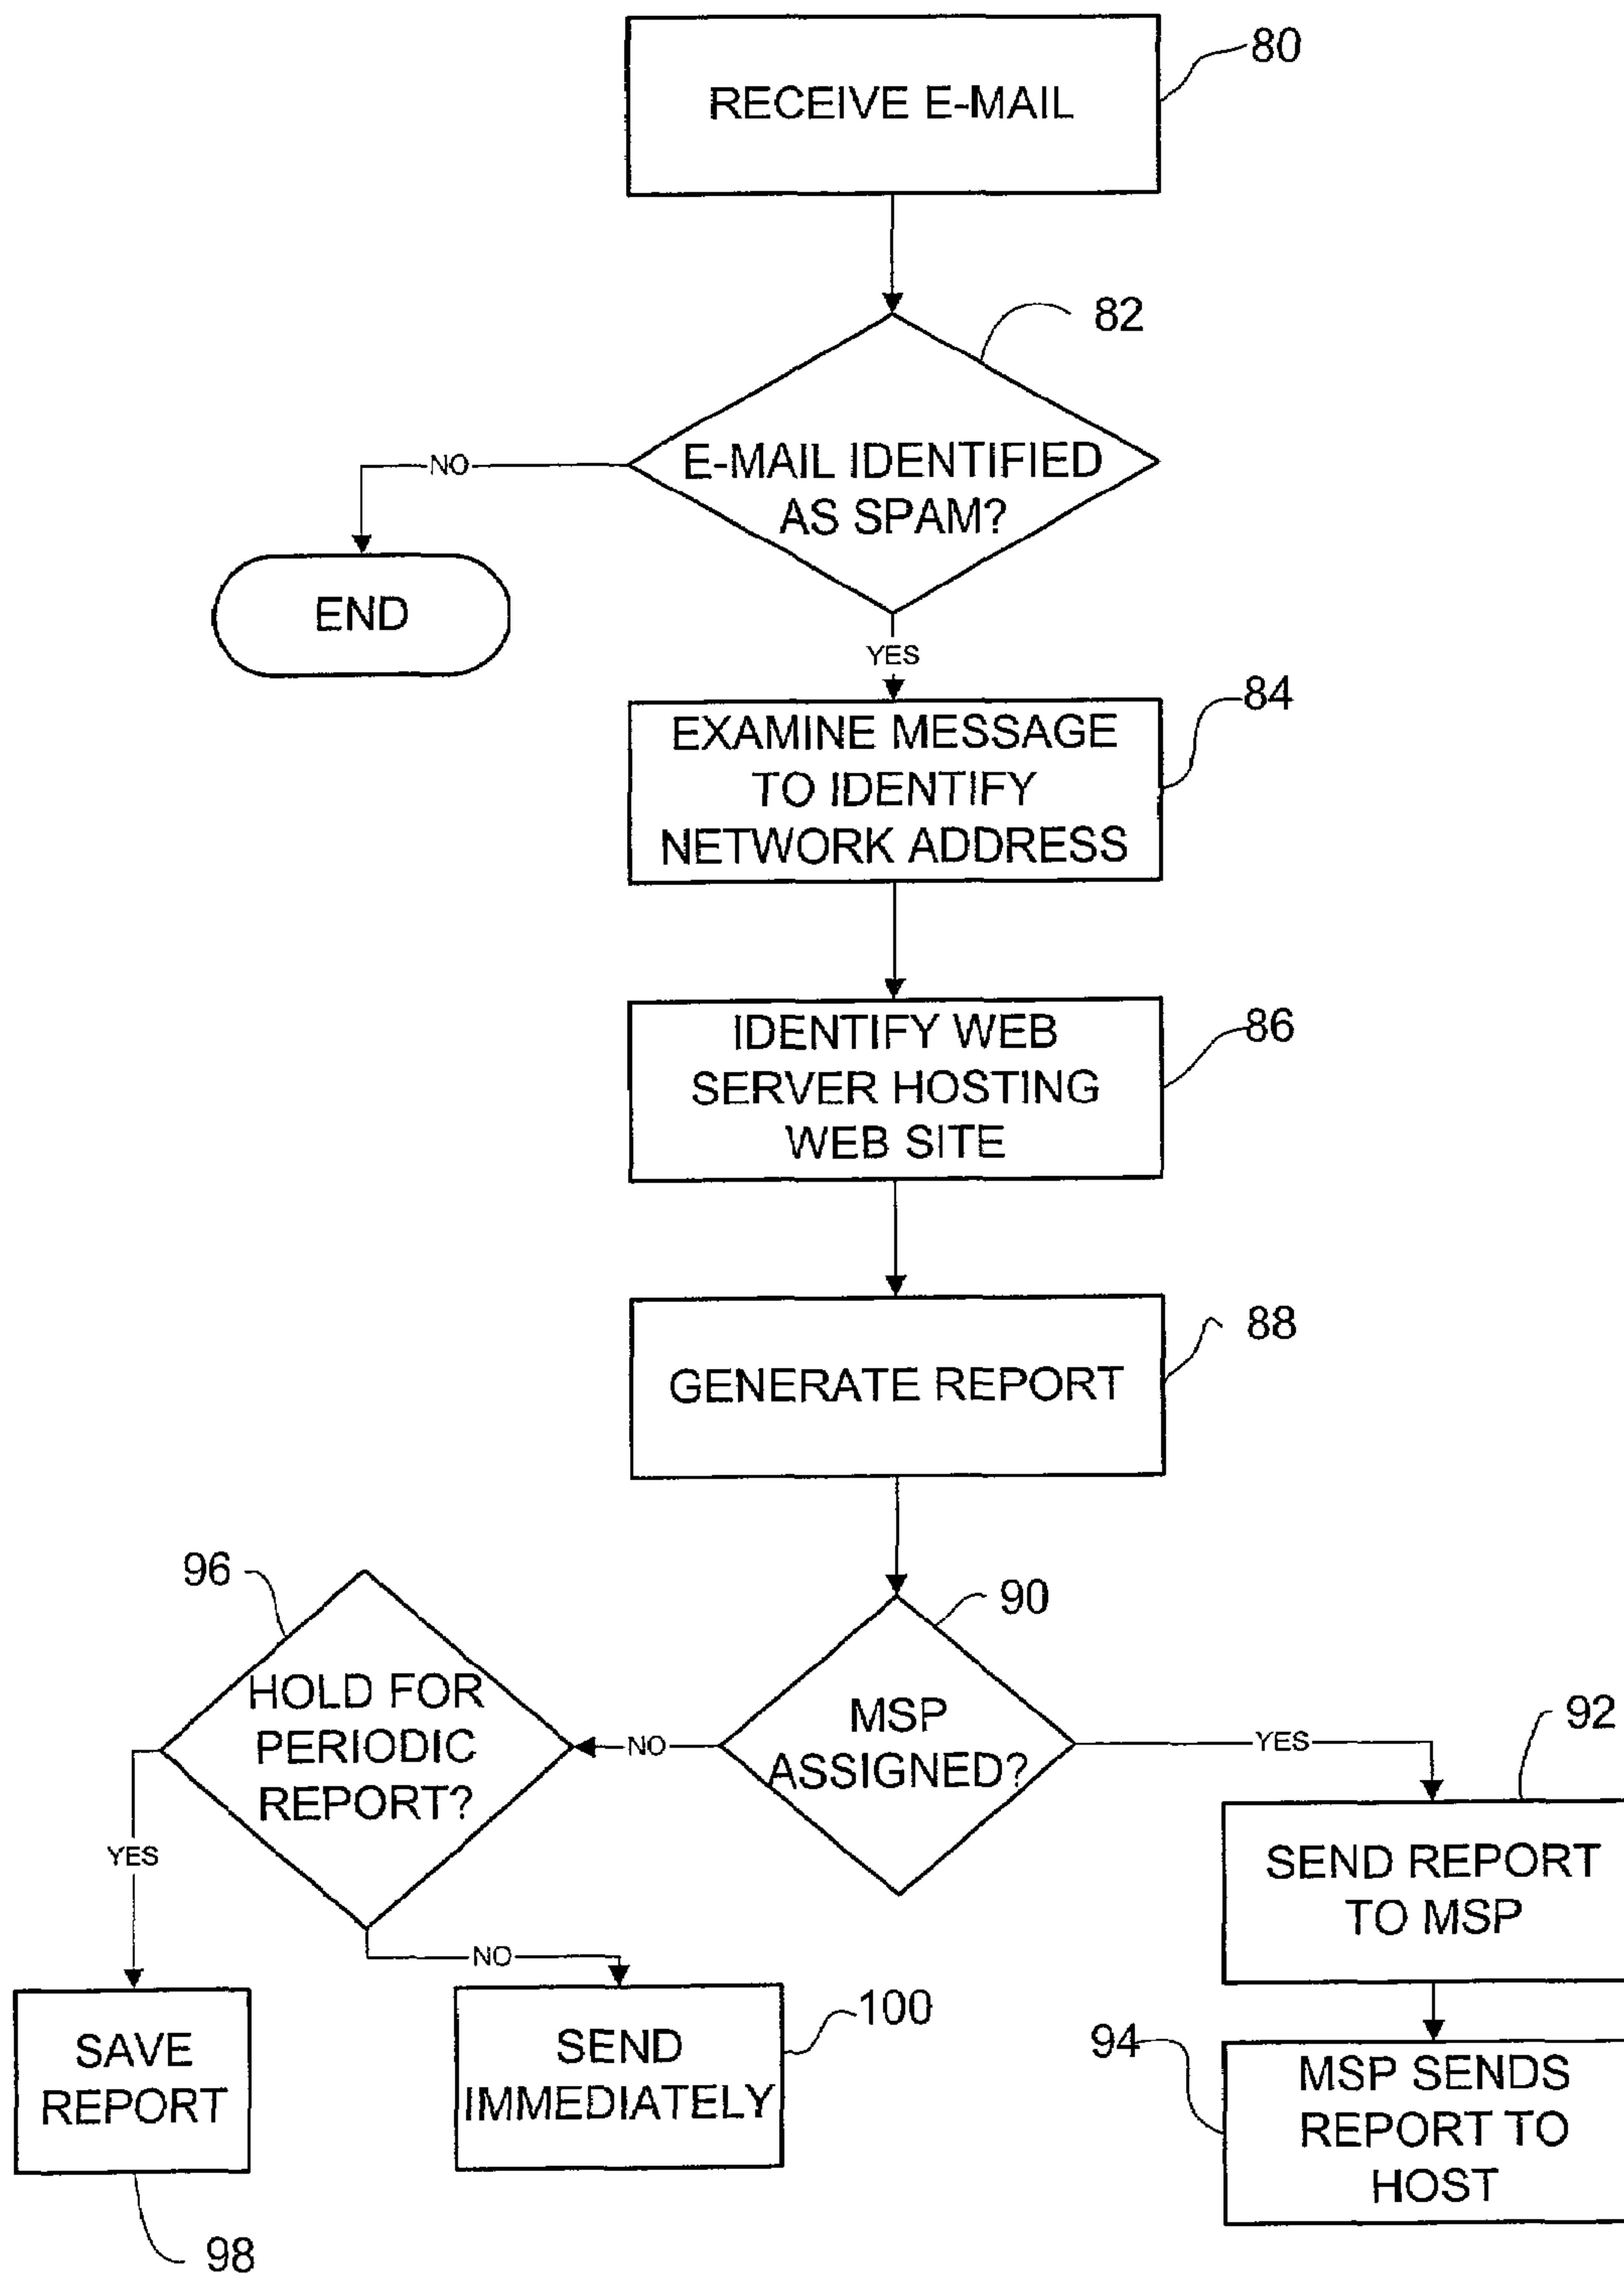 RECEIVE E-MAIL
80
82
E-MAIL IDENTIFIED
AS SPAM?
NO
END
YES
84
EXAMINE MESSAGE
TO IDENTIFY
NETWORK ADDRESS
86
IDENTIFY WEB
SERVER HOSTING
WEB SITE
88
GENERATE REPORT
90
MSP
ASSIGNED?
NO
96
HOLD FOR
PERIODIC
REPORT?
YES
SAVE
REPORT
98
NO
SEND
IMMEDIATELY
100
YES
92
SEND REPORT
TO MSP
94
MSP SENDS
REPORT TO
HOST